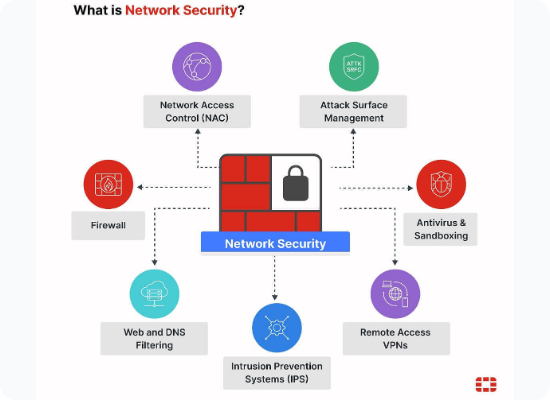 What is Network Security?
ATTK
SRFC
Network Access
Control (NAC)
Attack Surface
Management
Firewall
Network Security
Antivirus &
Sandboxing
Web and DNS
Filtering
Intrusion Prevention
Systems (IPS)
Remote Access
VPNs